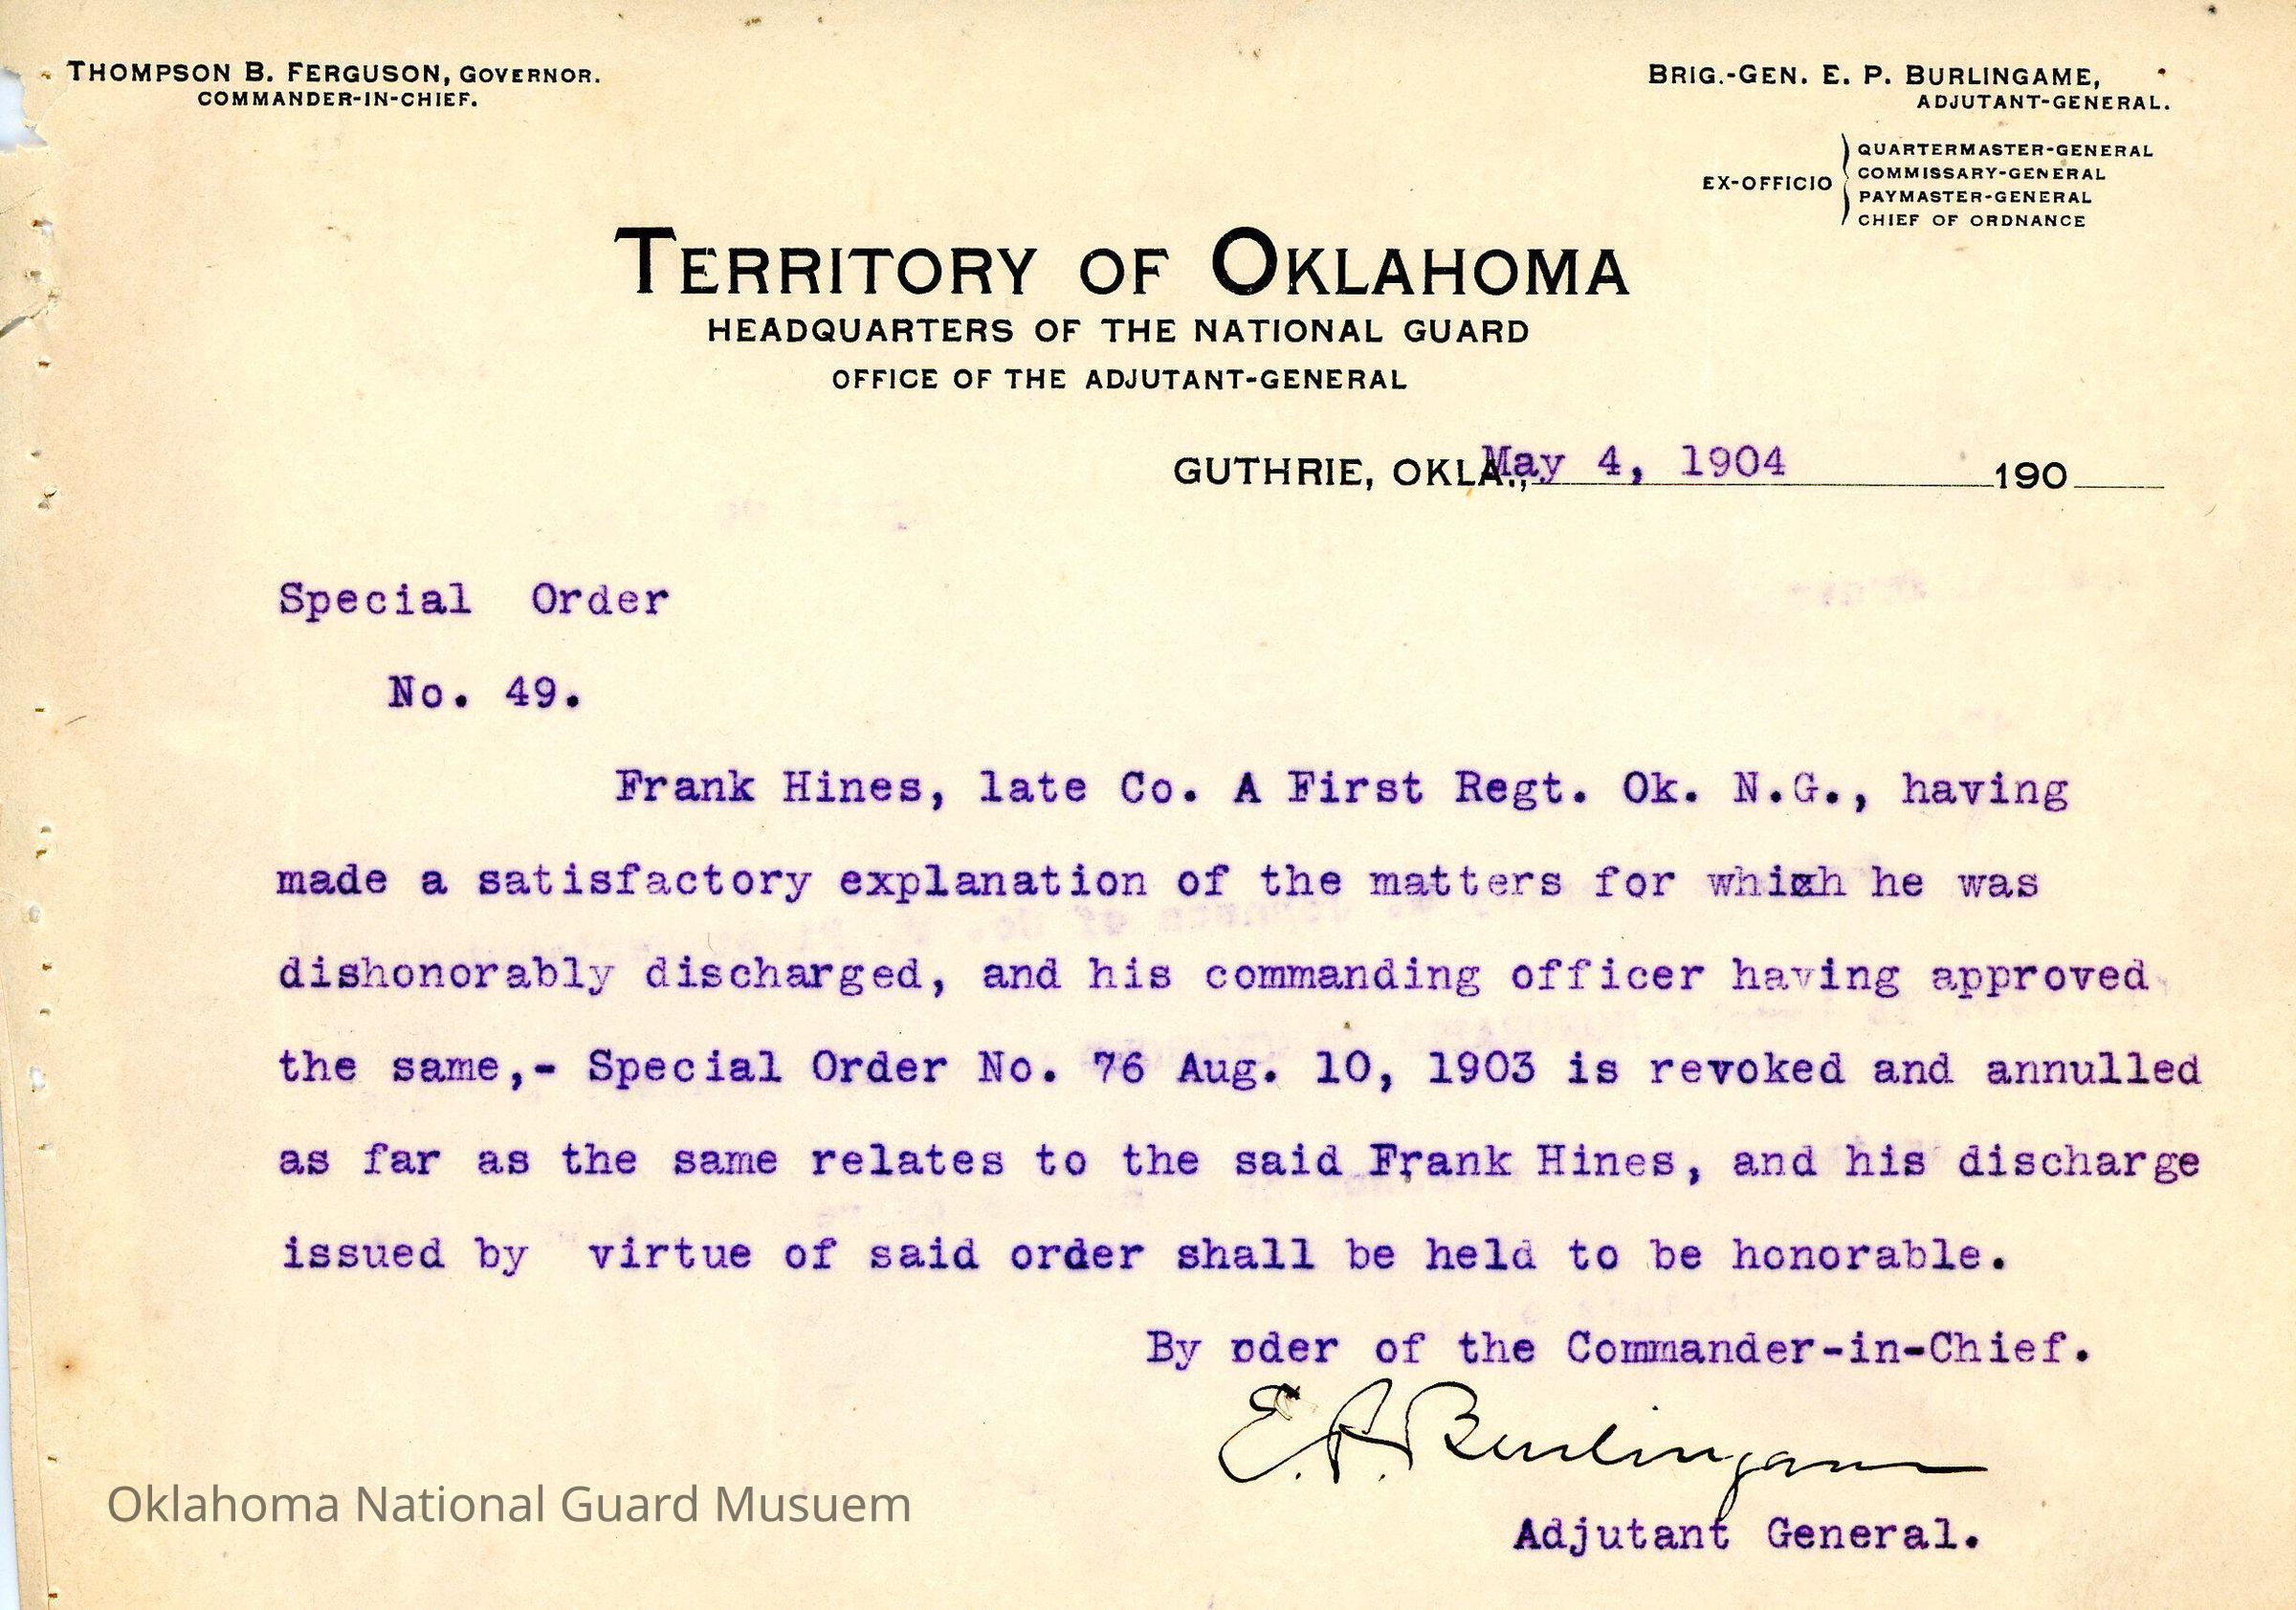 THOMPSON B. FERGUSON, GOVERNOR.
COMMANDER-IN-CHIEF.
BRIG.-GEN. E. P. BURLINGAME,
ADJUTANT-GENERAL.
EX-OFFICIO
QUARTERMASTER-GENERAL
COMMISSARY-GENERAL
PAYMASTER-GENERAL
CHIEF OF ORDNANCE
TERRITORY OF OKLAHOMA
HEADQUARTERS OF THE NATIONAL GUARD
OFFICE OF THE ADJUTANT-GENERAL
GUTHRIE, OKLA., May 4, 1904 190
Special Order
No. 49.
Frank Hines, late Co. A First Regt. Ok. N.G., having
made a satisfactory explanation of the matters for which he was
dishonorably discharged, and his commanding officer having approved
the same,- Special Order No. 76 Aug. 10, 1903 is revoked and annulled
as far as the same relates to the said Frank Hines, and his discharge
issued by virtue of said order shall be held to be honorable.
By oder of the Commander-in-Chief.
E. P. Burlingame
Adjutant General.
Oklahoma National Guard Musuem